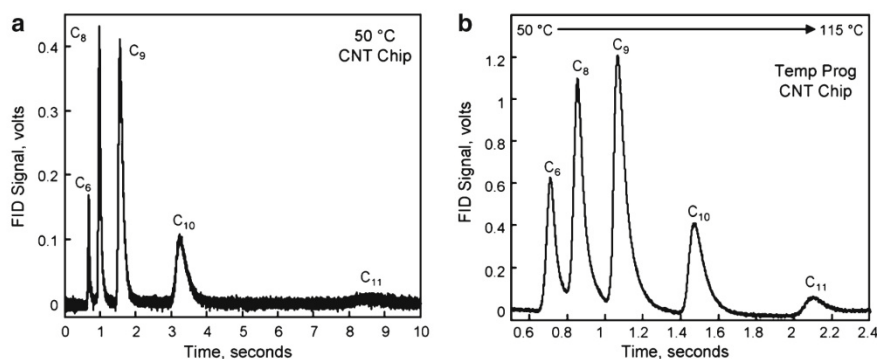 a
50 °C
CNT Chip
C8
C9
C6
C10
C11
FID Signal, volts
0.4
0.3
0.2
0.1
0
0 1 2 3 4 5 6 7 8 9 10
Time, seconds
b
50 °C 115 °C
Temp Prog
CNT Chip
C9
C8
C6
C10
C11
FID Signal, volts
1.2
1.0
0.8
0.6
0.4
0.2
0.0
0.6 0.8 1 1.2 1.4 1.6 1.8 2 2.2 2.4
Time, seconds